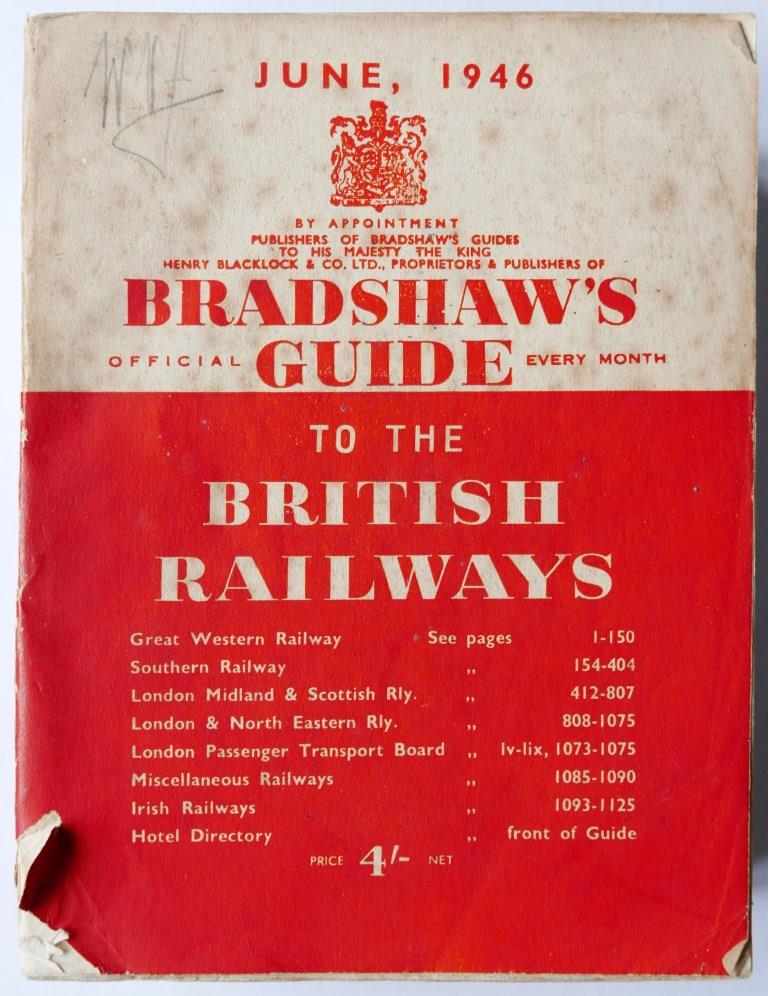 JUNE, 1946
BY APPOINTMENT
PUBLISHERS OF BRADSHAW'S GUIDES
TO HIS MAJESTY THE KING
HENRY BLACKLOCK & CO. LTD., PROPRIETORS & PUBLISHERS OF
BRADSHAW'S
OFFICIAL GUIDE EVERY MONTH
TO THE
BRITISH
RAILWAYS
Great Western Railway See pages 1-150
Southern Railway ,, 154-404
London Midland & Scottish Rly. ,, 412-807
London & North Eastern Rly. ,, 808-1075
London Passenger Transport Board ,, lv-lix, 1073-1075
Miscellaneous Railways ,, 1085-1090
Irish Railways ,, 1093-1125
Hotel Directory ,, front of Guide
PRICE 4/- NET